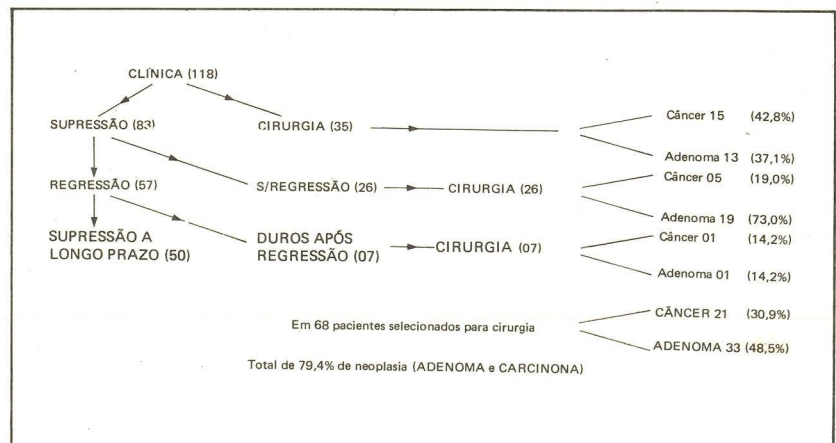 CLÍNICA (118)
SUPRESSÃO (83) CIRURGIA (35) Câncer 15 (42,8%)
Adenoma 13 (37,1%)
REGRESSÃO (57) S/REGRESSÃO (26) CIRURGIA (26) Câncer 05 (19,0%)
Adenoma 19 (73,0%)
SUPRESSÃO A
LONGO PRAZO (50)
DUROS APÓS
REGRESSÃO (07)
CIRURGIA (07)
Câncer 01 (14,2%)
Adenoma 01 (14,2%)
Em 68 pacientes selecionados para cirurgia
CÂNCER 21 (30,9%)
ADENOMA 33 (48,5%)
Total de 79,4% de neoplasia (ADENOMA e CARCINONA)